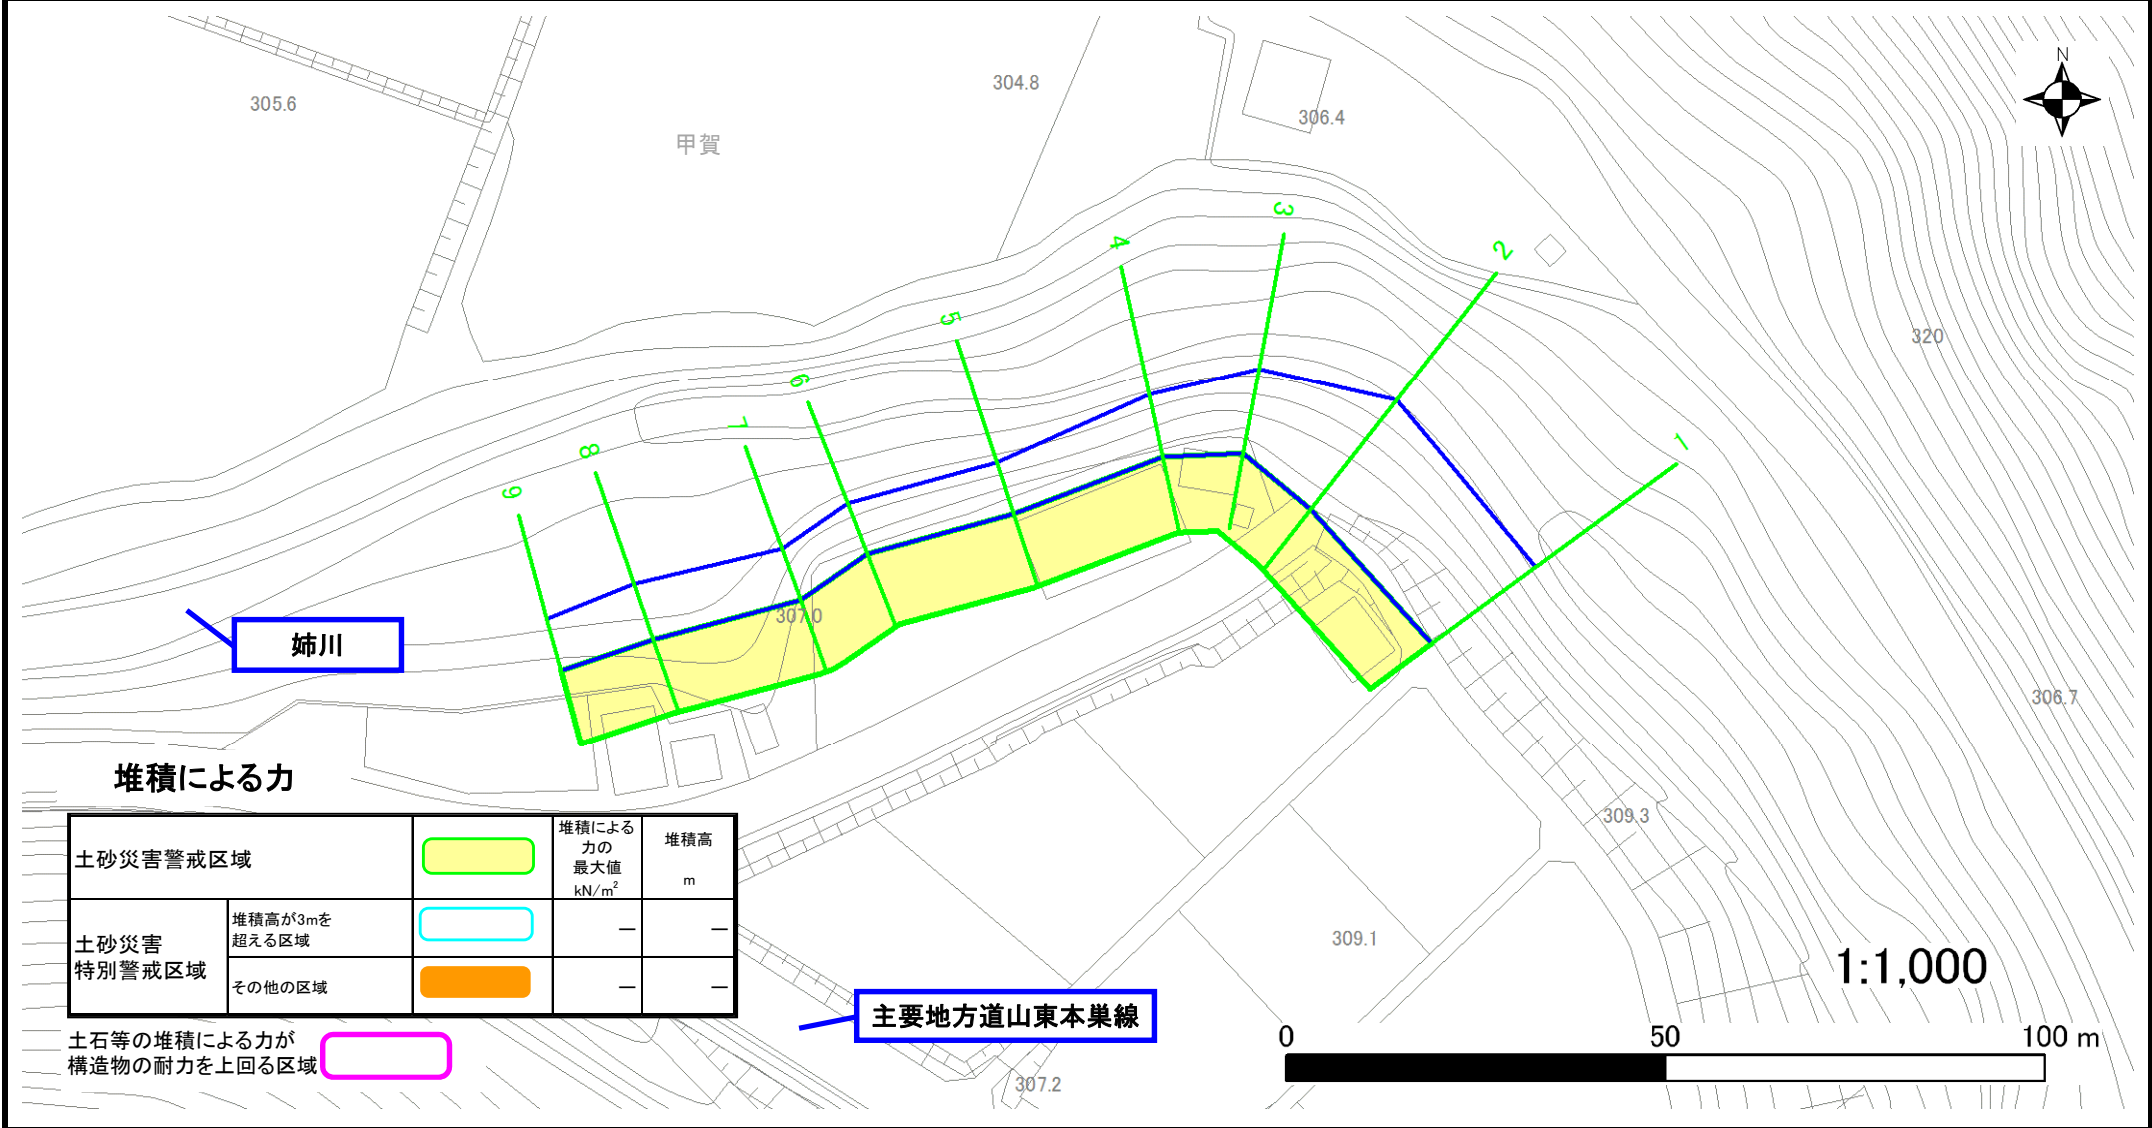 N
305.6
304.8
306.4
甲賀
3
4
2
5
320
6
7
1
8
9
307.0
姉川
306.7
堆積による力
土砂災害警戒区域
堆積による
力の
最大値
kN/m²
堆積高
m
309.3
土砂災害
特別警戒区域
堆積高が3mを
超える区域
―
―
その他の区域
―
―
309.1
1:1,000
主要地方道山東本巣線
土石等の堆積による力が
構造物の耐力を上回る区域
0
50
100 m
307.2